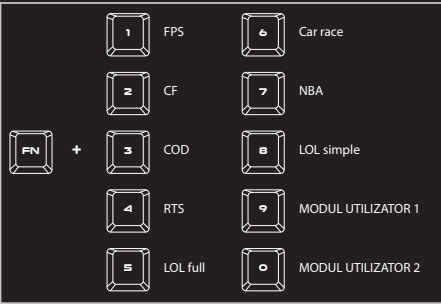 1 FPS 6 Car race
2 CF 7 NBA
FN + 3 COD 8 LOL simple
4 RTS 9 MODUL UTILIZATOR 1
5 LOL full 0 MODUL UTILIZATOR 2